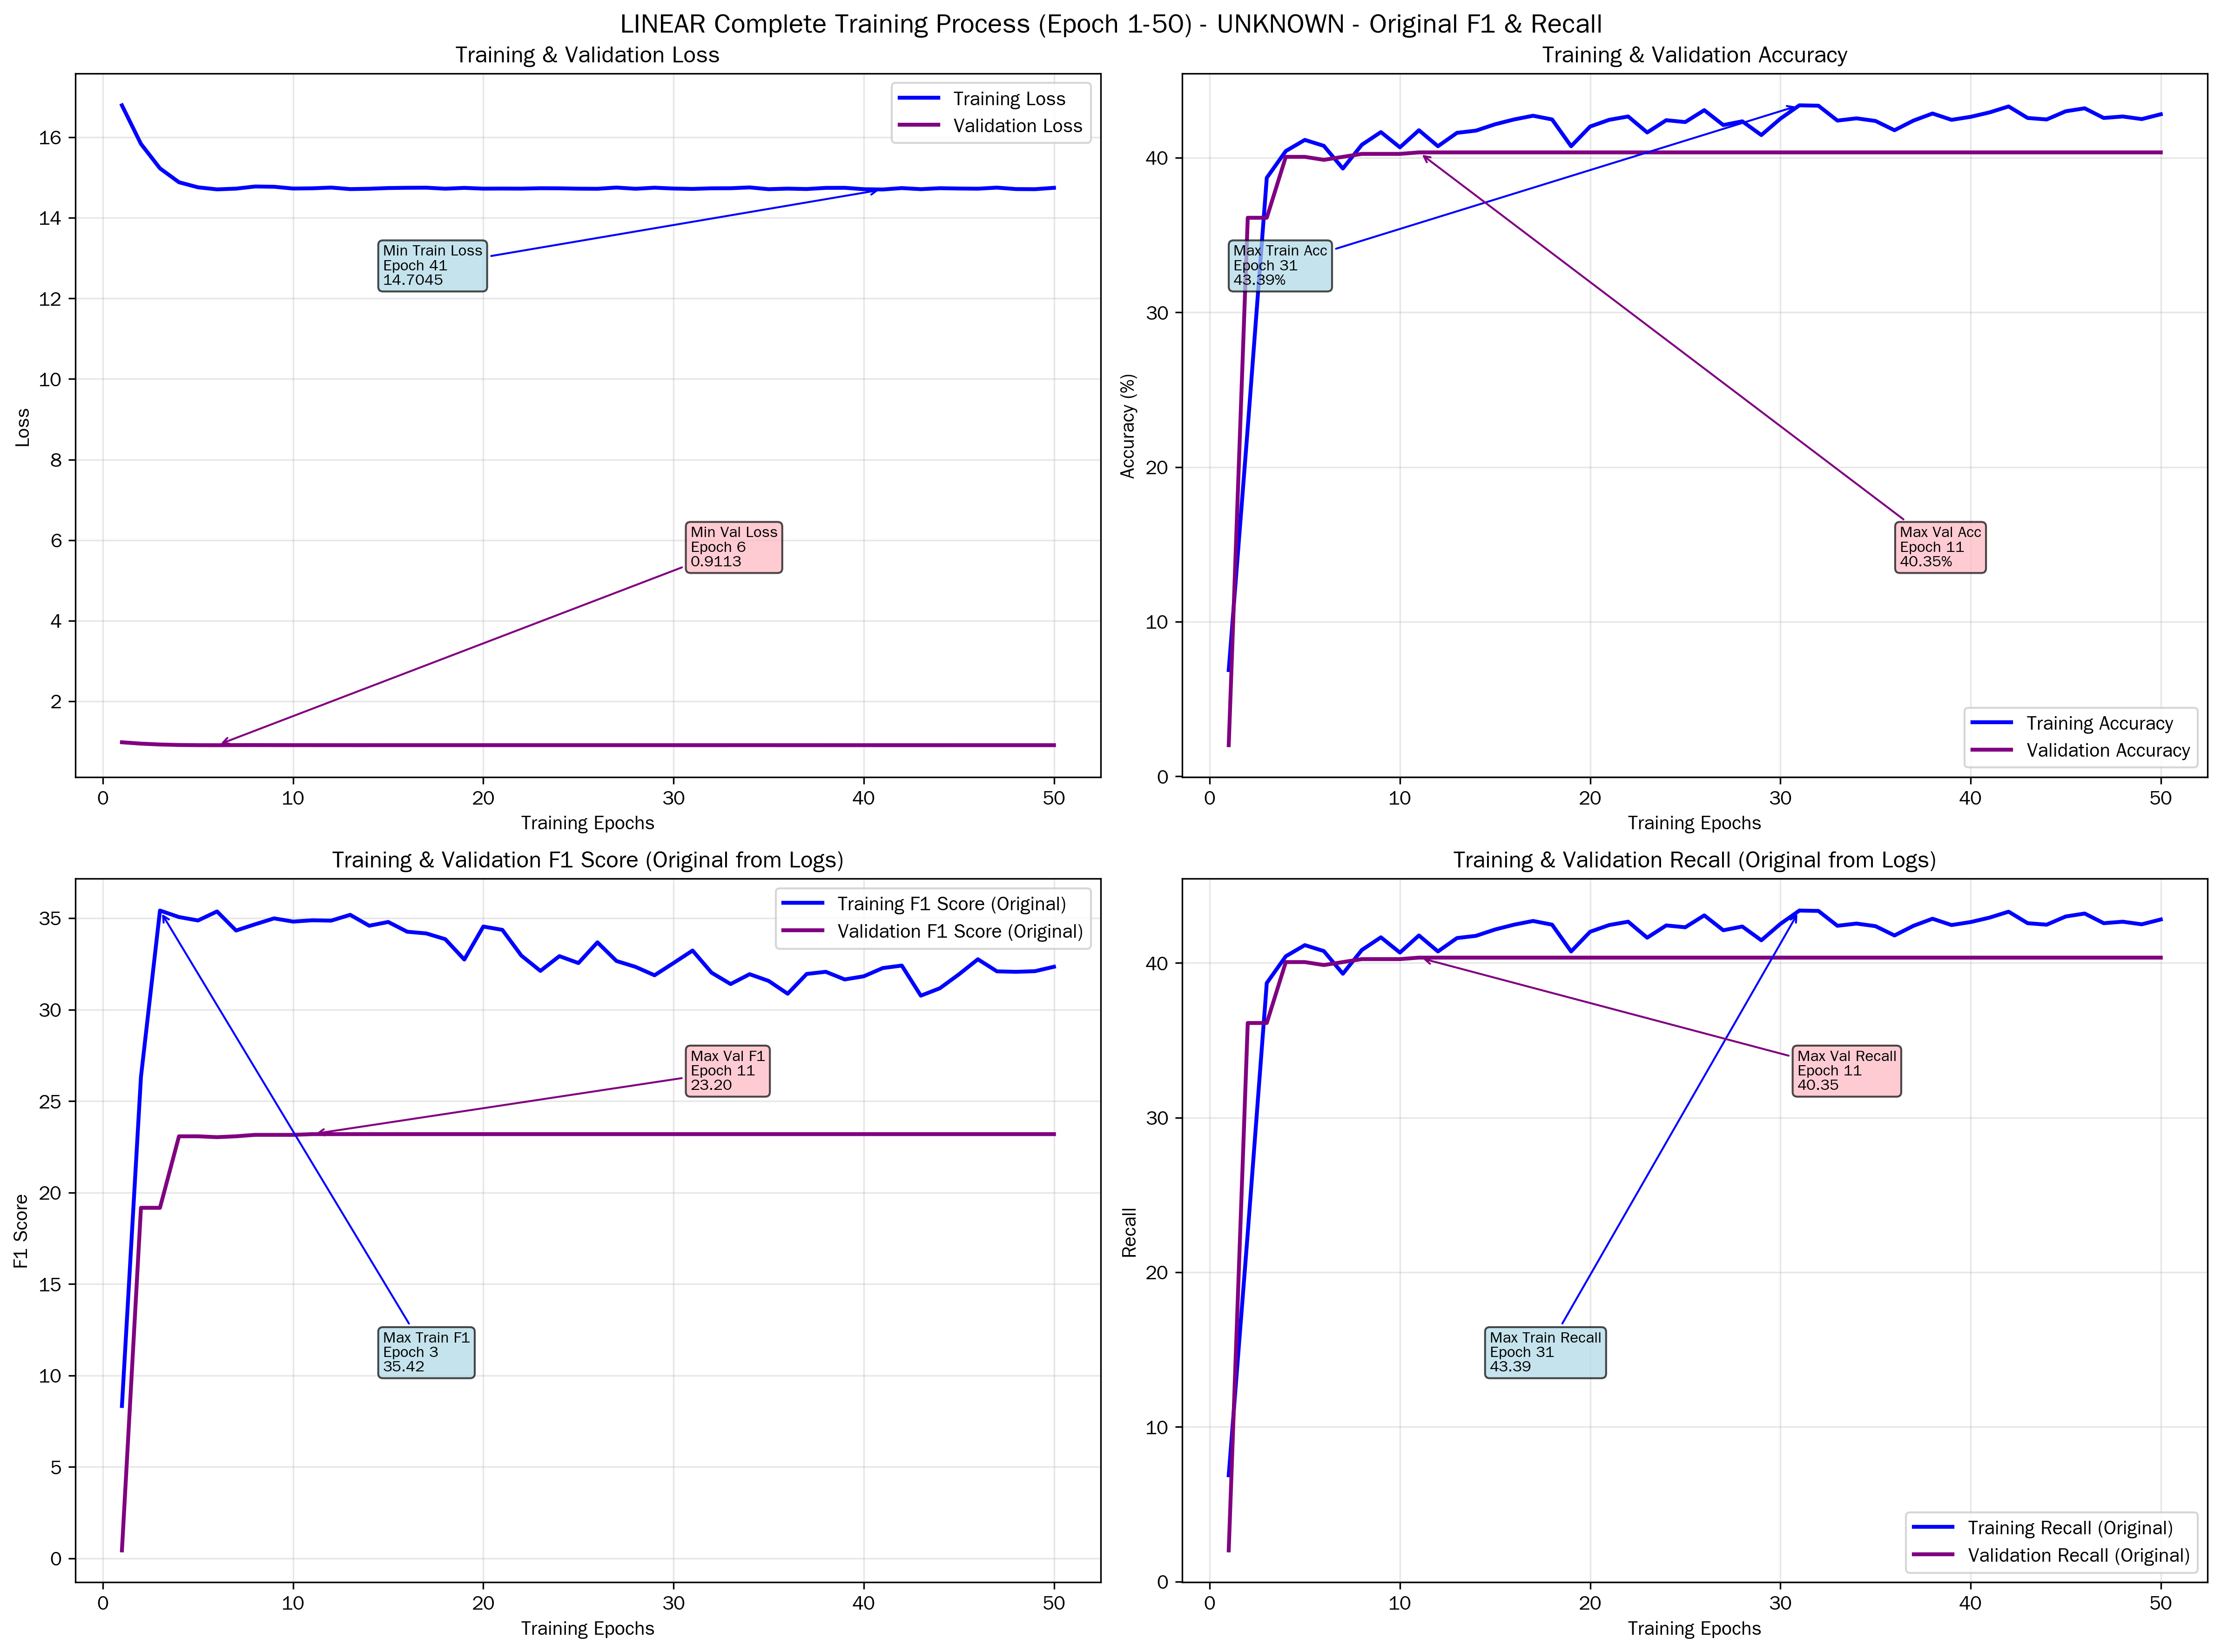 LINEAR Complete Training Process (Epoch 1-50) - UNKNOWN - Original F1 & Recall
Training & Validation Loss
Training Loss
Validation Loss
16
14
12
10
8
6
4
2
Loss
Min Train Loss
Epoch 41
14.7045
Min Val Loss
Epoch 6
0.9113
0 10 20 30 40 50
Training Epochs
Training & Validation Accuracy
40
30
20
10
0
Accuracy (%)
Max Train Acc
Epoch 31
43.39%
Max Val Acc
Epoch 11
40.35%
Training Accuracy
Validation Accuracy
0 10 20 30 40 50
Training Epochs
Training & Validation F1 Score (Original from Logs)
Training F1 Score (Original)
Validation F1 Score (Original)
35
30
25
20
15
10
5
0
F1 Score
Max Val F1
Epoch 11
23.20
Max Train F1
Epoch 3
35.42
0 10 20 30 40 50
Training Epochs
Training & Validation Recall (Original from Logs)
40
30
20
10
0
Recall
Max Val Recall
Epoch 11
40.35
Max Train Recall
Epoch 31
43.39
Training Recall (Original)
Validation Recall (Original)
0 10 20 30 40 50
Training Epochs